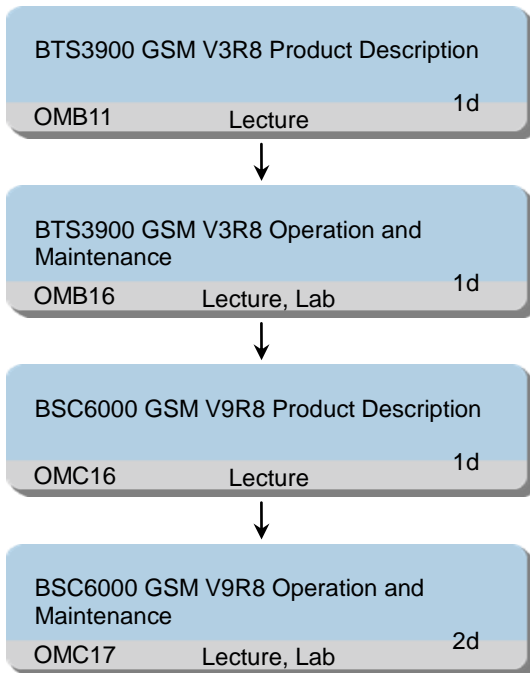 BTS3900 GSM V3R8 Product Description
1d
OMB11 Lecture
BTS3900 GSM V3R8 Operation and
Maintenance
1d
OMB16 Lecture, Lab
BSC6000 GSM V9R8 Product Description
1d
OMC16 Lecture
BSC6000 GSM V9R8 Operation and
Maintenance
2d
OMC17 Lecture, Lab